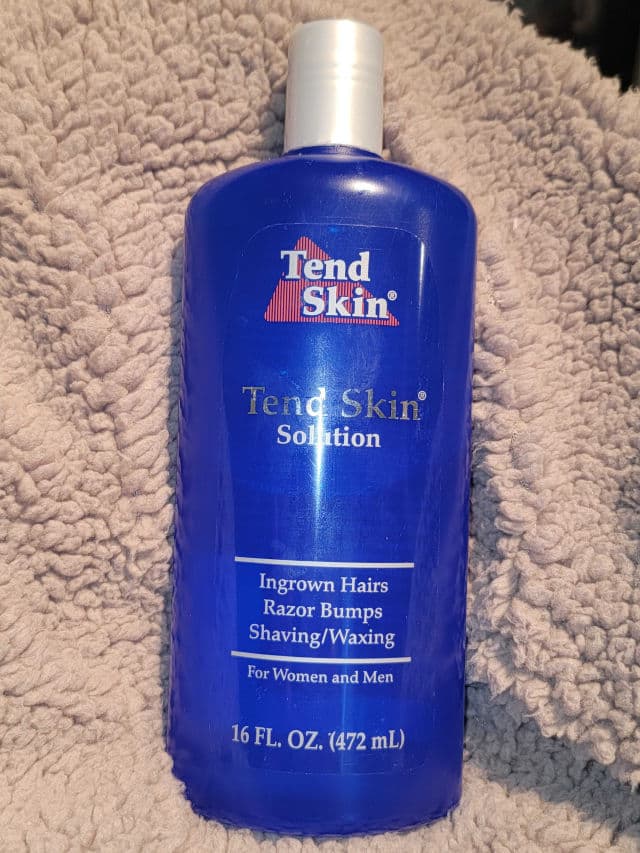 Tend
Skin®
Tend Skin®
Solution
Ingrown Hairs
Razor Bumps
Shaving/Waxing
For Women and Men
16 FL. OZ. (472 mL)